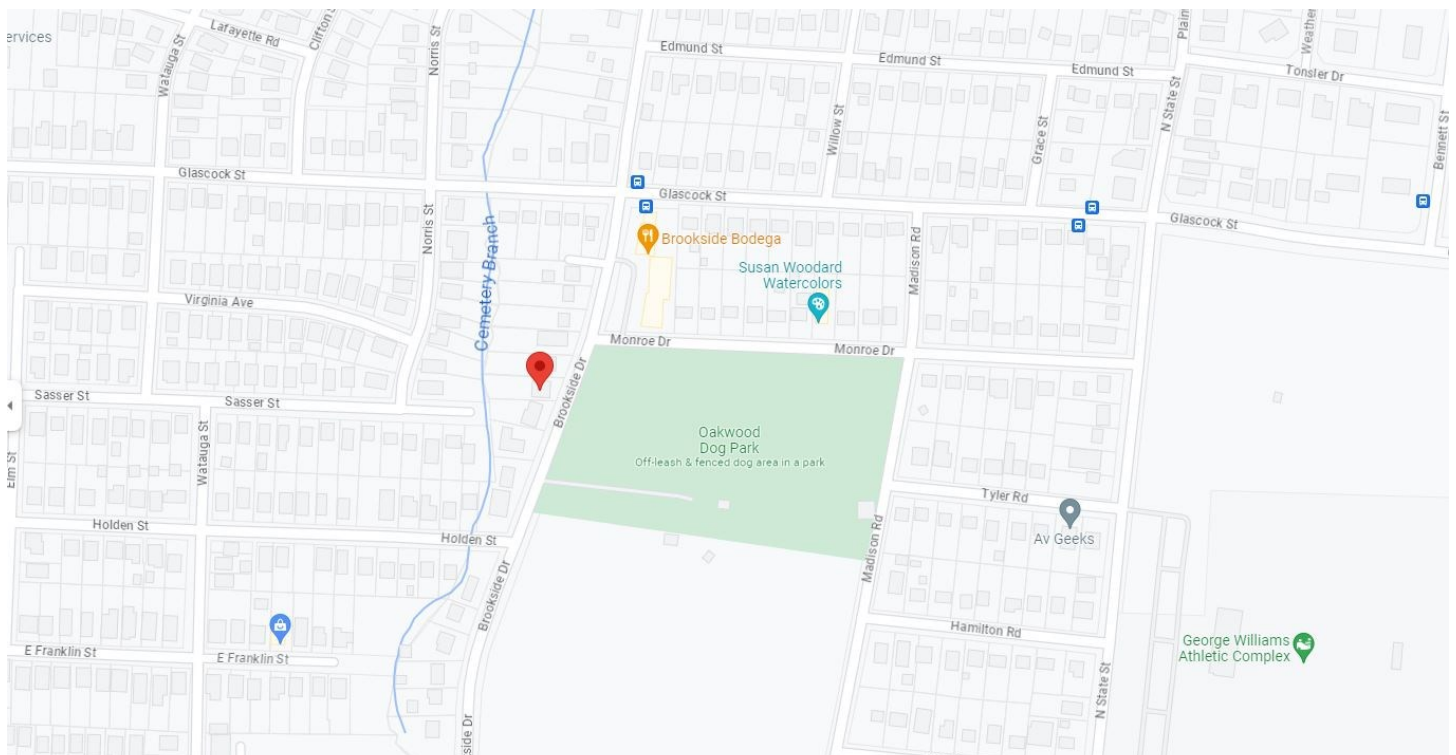 Lafayette Rd
Clifton St
Norris St
Watauga St
ervices
Edmund St
Edmund St
Edmund St
Plain
Weather
Tonsler Dr
Willow St
Grace St
N State St
Bennett St
Glascock St
Glascock St
Glascock St
Norris St
Cemetery Branch
Brookside Bodega
Susan Woodard
Watercolors
Madison Rd
Virginia Ave
Monroe Dr
Monroe Dr
Brookside Dr
Sasser St
Sasser St
Oakwood
Dog Park
Off-leash & fenced dog area in a park
Watauga St
Elm St
Tyler Rd
Av Geeks
Holden St
Holden St
Madison Rd
Brookside Dr
Hamilton Rd
George Williams
Athletic Complex
E Franklin St
E Franklin St
N State St
side Dr